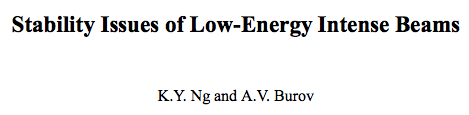 Stability Issues of Low-Energy Intense Beams
K.Y. Ng and A.V. Burov